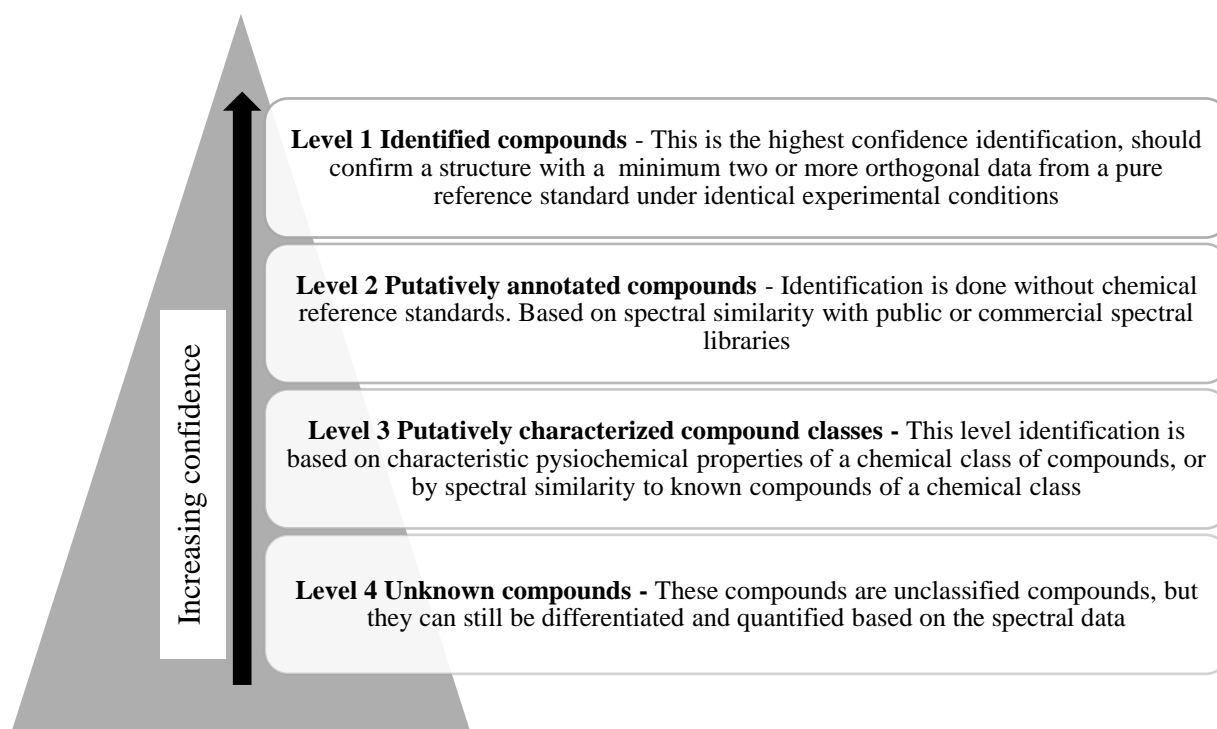 Level 1 Identified compounds - This is the highest confidence identification, should
confirm a structure with a minimum two or more orthogonal data from a pure
reference standard under identical experimental conditions
Level 2 Putatively annotated compounds - Identification is done without chemical
reference standards. Based on spectral similarity with public or commercial spectral
libraries
Level 3 Putatively characterized compound classes - This level identification is
based on characteristic pysiochemical properties of a chemical class of compounds, or
by spectral similarity to known compounds of a chemical class
Level 4 Unknown compounds - These compounds are unclassified compounds, but
they can still be differentiated and quantified based on the spectral data
Increasing confidence